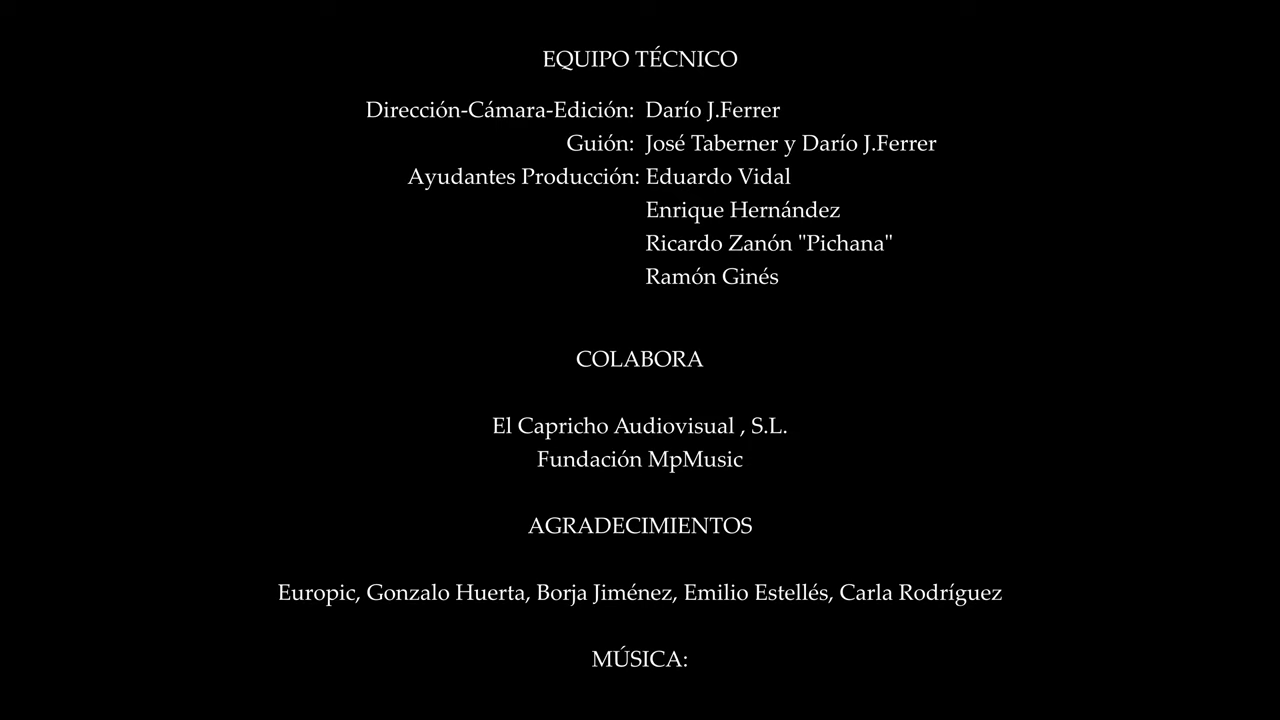 EQUIPO TÉCNICO
Dirección-Cámara-Edición: Darío J.Ferrer
Guión: José Taberner y Darío J.Ferrer
Ayudantes Producción: Eduardo Vidal
Enrique Hernández
Ricardo Zanón "Pichana"
Ramón Ginés
COLABORA
El Capricho Audiovisual , S.L.
Fundación MpMusic
AGRADECIMIENTOS
Europic, Gonzalo Huerta, Borja Jiménez, Emilio Estellés, Carla Rodríguez
MÚSICA: